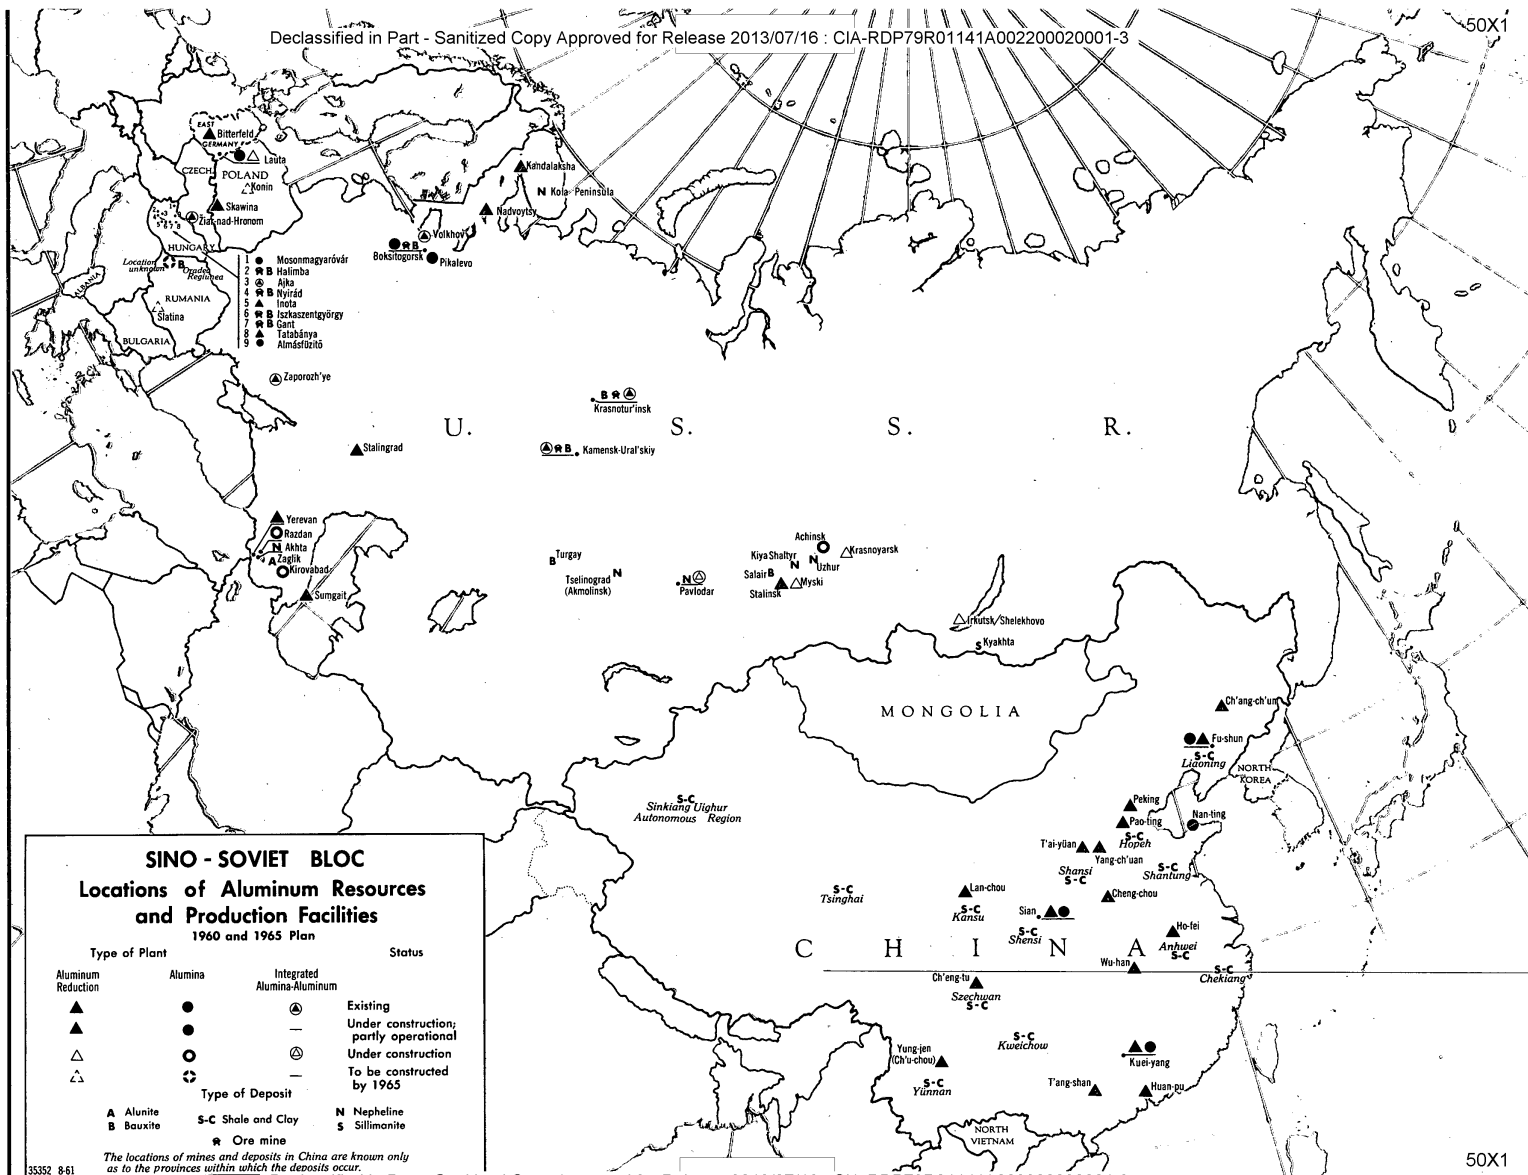 50X1
Declassified in Part - Sanitized Copy Approved for Release 2013/07/16 : CIA-RDP79R01141A002200020001-3
EAST
GERMANY
Bitterfeld
Lauta
CZECH.
POLAND
Konin
Skawina
Žiar-nad-Hronom
HUNGARY
Location
unknown
B
Oradea
Regiunea
ALBANIA
RUMANIA
Slatina
BULGARIA
Kandalaksha
N Kola Peninsula
Nadvoytsy
Volkhov
B
Boksitogorsk
Pikalevo
1 Mosonmagyaróvár
2 B Halimba
3 Ajka
4 B Nyirád
5 Inota
6 B Iszkaszentgyörgy
7 B Gant
8 Tatabánya
9 Almásfüzitő
Zaporozh'ye
B
Krasnotur'insk
U. S. S. R.
Stalingrad
B
Kamensk-Ural'skiy
Yerevan
Razdan
N Akhta
A Zaglik
Kirovabad
Sumgait
Turgay
B
Tselinograd
(Akmolinsk)
N
N
Pavlodar
Achinsk
Krasnoyarsk
Kiya Shaltyr
N
N
Uzhur
Salair B
Stalinsk
Myski
Irkutsk/Shelekhovo
S Kyakhta
MONGOLIA
Ch'ang-ch'un
Fu-shun
S-C
Liaoning
NORTH
KOREA
S-C
Sinkiang Uighur
Autonomous Region
Peking
Pao-ting
S-C
Hopeh
Nan-ting
T'ai-yüan
Yang-ch'uan
Shansi
S-C
S-C
Shantung
S-C
Tsinghai
Lan-chou
S-C
Kansu
Cheng-chou
Sian
S-C
Shensi
Ho-fei
Anhwei
S-C
C H I N A
Wu-han
S-C
Chekiang
Ch'eng-tu
Szechwan
S-C
S-C
Kweichow
Yung-jen
(Ch'u-chou)
S-C
Yünnan
Kuei-yang
T'ang-shan
Huan-pu
NORTH
VIETNAM
SINO - SOVIET BLOC
Locations of Aluminum Resources
and Production Facilities
1960 and 1965 Plan
Type of Plant
Status
Aluminum
Reduction
Alumina
Integrated
Alumina-Aluminum
Existing
Under construction;
partly operational
Under construction
To be constructed
by 1965
Type of Deposit
A Alunite
B Bauxite
S-C Shale and Clay
N Nepheline
S Sillimanite
Ore mine
The locations of mines and deposits in China are known only
as to the provinces within which the deposits occur.
35352 8-61
50X1